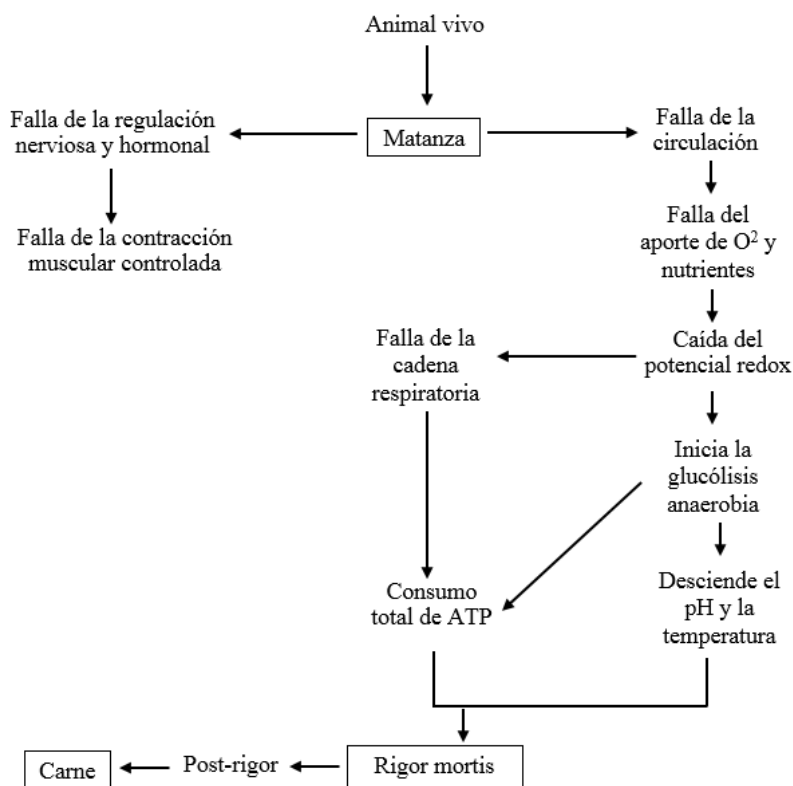 Animal vivo
Falla de la regulación
nerviosa y hormonal
Matanza
Falla de la
circulación
Falla de la contracción
muscular controlada
Falla del
aporte de O² y
nutrientes
Falla de la
cadena
respiratoria
Caída del
potencial redox
Inicia la
glucólisis
anaerobia
Consumo
total de ATP
Desciende el
pH y la
temperatura
Carne
Post-rigor
Rigor mortis